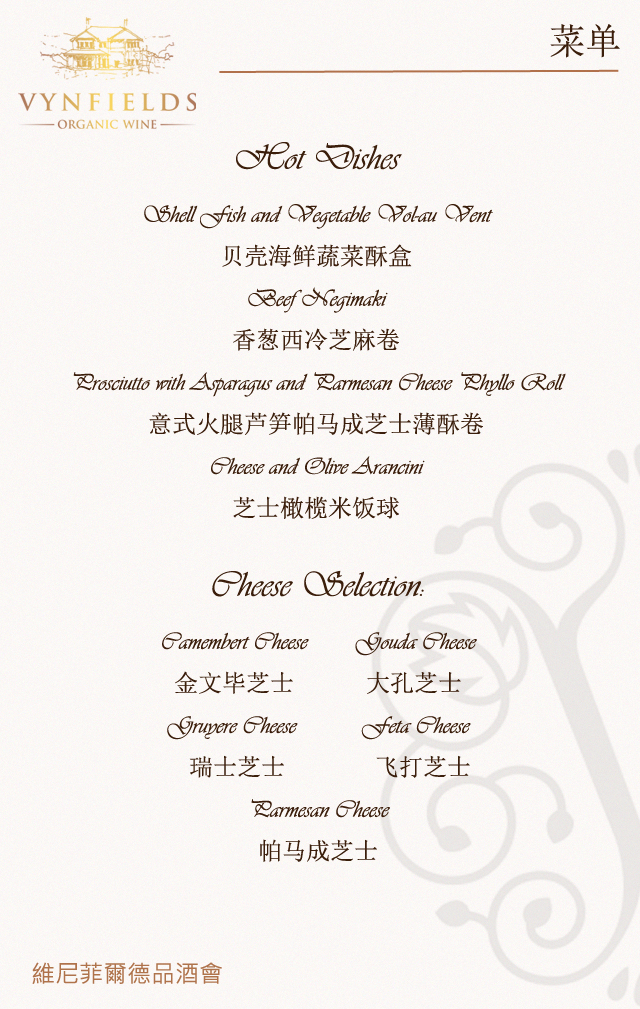 VYNFIELDS
ORGANIC WINE
菜单
Hot Dishes
Shell Fish and Vegetable Vol-au Vent
贝壳海鲜蔬菜酥盒
Beef Negimaki
香葱西冷芝麻卷
Prosciutto with Asparagus and Parmesan Cheese Phyllo Roll
意式火腿芦笋帕马成芝士薄酥卷
Cheese and Olive Arancini
芝士橄榄米饭球
Cheese Selection:
Camembert Cheese Gouda Cheese
金文毕芝士 大孔芝士
Gruyere Cheese Feta Cheese
瑞士芝士 飞打芝士
Parmesan Cheese
帕马成芝士
維尼菲爾德品酒會